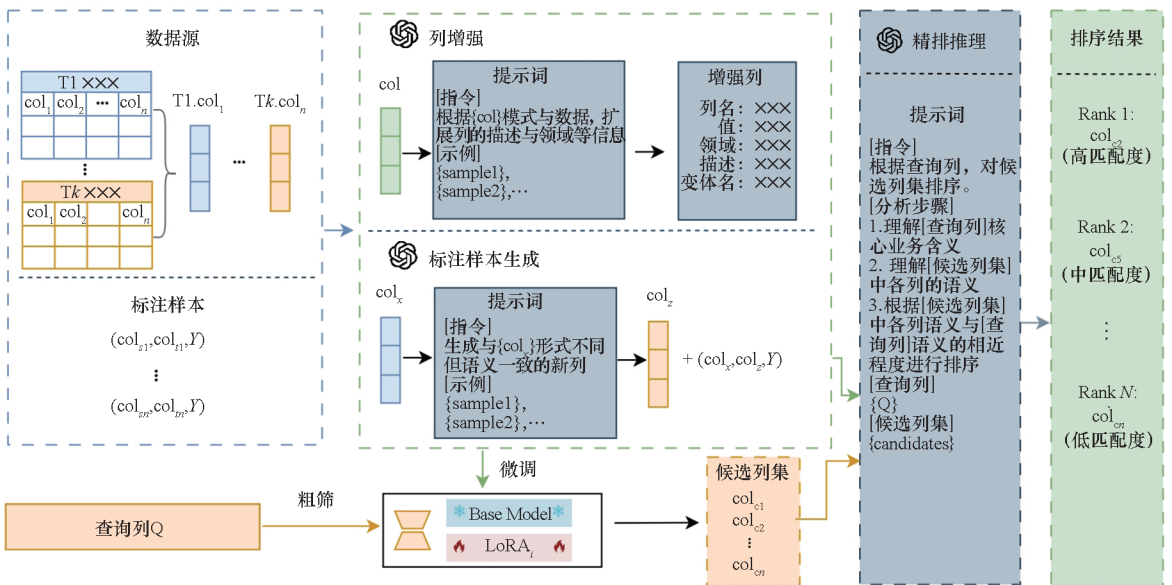 数据源
T1 ×××
col1 col2 ··· coln
T1.col1 Tk.coln
···
⋮
Tk ×××
col1 col2 coln
标注样本
(cols1,colt1,Y)
⋮
(colsn,coltn,Y)
列增强
col
提示词
[指令]
根据{col}模式与数据，扩
展列的描述与领域等信息
[示例]
{sample1},
{sample2},…
增强列
列名：×××
值：×××
领域：×××
描述：×××
变体名：×××
标注样本生成
colx
提示词
[指令]
生成与{colx}形式不同
但语义一致的新列
[示例]
{sample1},
{sample2},…
colz
+ (colx,colz,Y)
微调
查询列Q
粗筛
Base Model
LoRAi
候选列集
colc1
colc2
⋮
colcn
精排推理
提示词
[指令]
根据查询列，对候
选列集排序。
[分析步骤]
1.理解[查询列]核
心业务含义
2. 理解[候选列集]
中各列的语义
3.根据[候选列集]
中各列语义与[查
询列]语义的相近
程度进行排序
[查询列]
{Q}
[候选列集]
{candidates}
排序结果
Rank 1:
colc2
(高匹配度)
Rank 2:
colc5
(中匹配度)
⋮
Rank N:
colcn
(低匹配度)